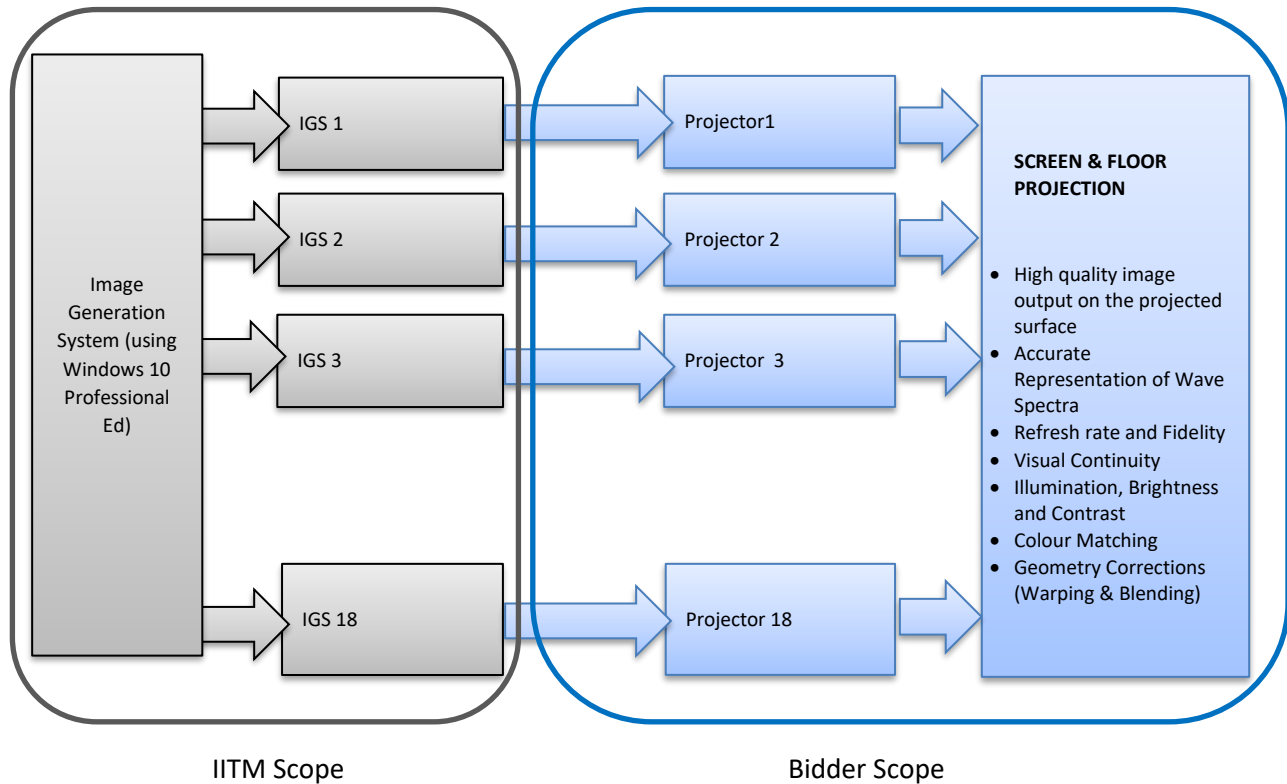 Image
Generation
System (using
Windows 10
Professional
Ed)
IGS 1
IGS 2
IGS 3
IGS 18
Projector1
Projector 2
Projector  3
Projector 18
SCREEN & FLOOR
PROJECTION
• High quality image
output on the projected
surface
• Accurate
Representation of Wave
Spectra
• Refresh rate and Fidelity
• Visual Continuity
• Illumination, Brightness
and Contrast
• Colour Matching
• Geometry Corrections
(Warping & Blending)
IITM Scope
Bidder Scope